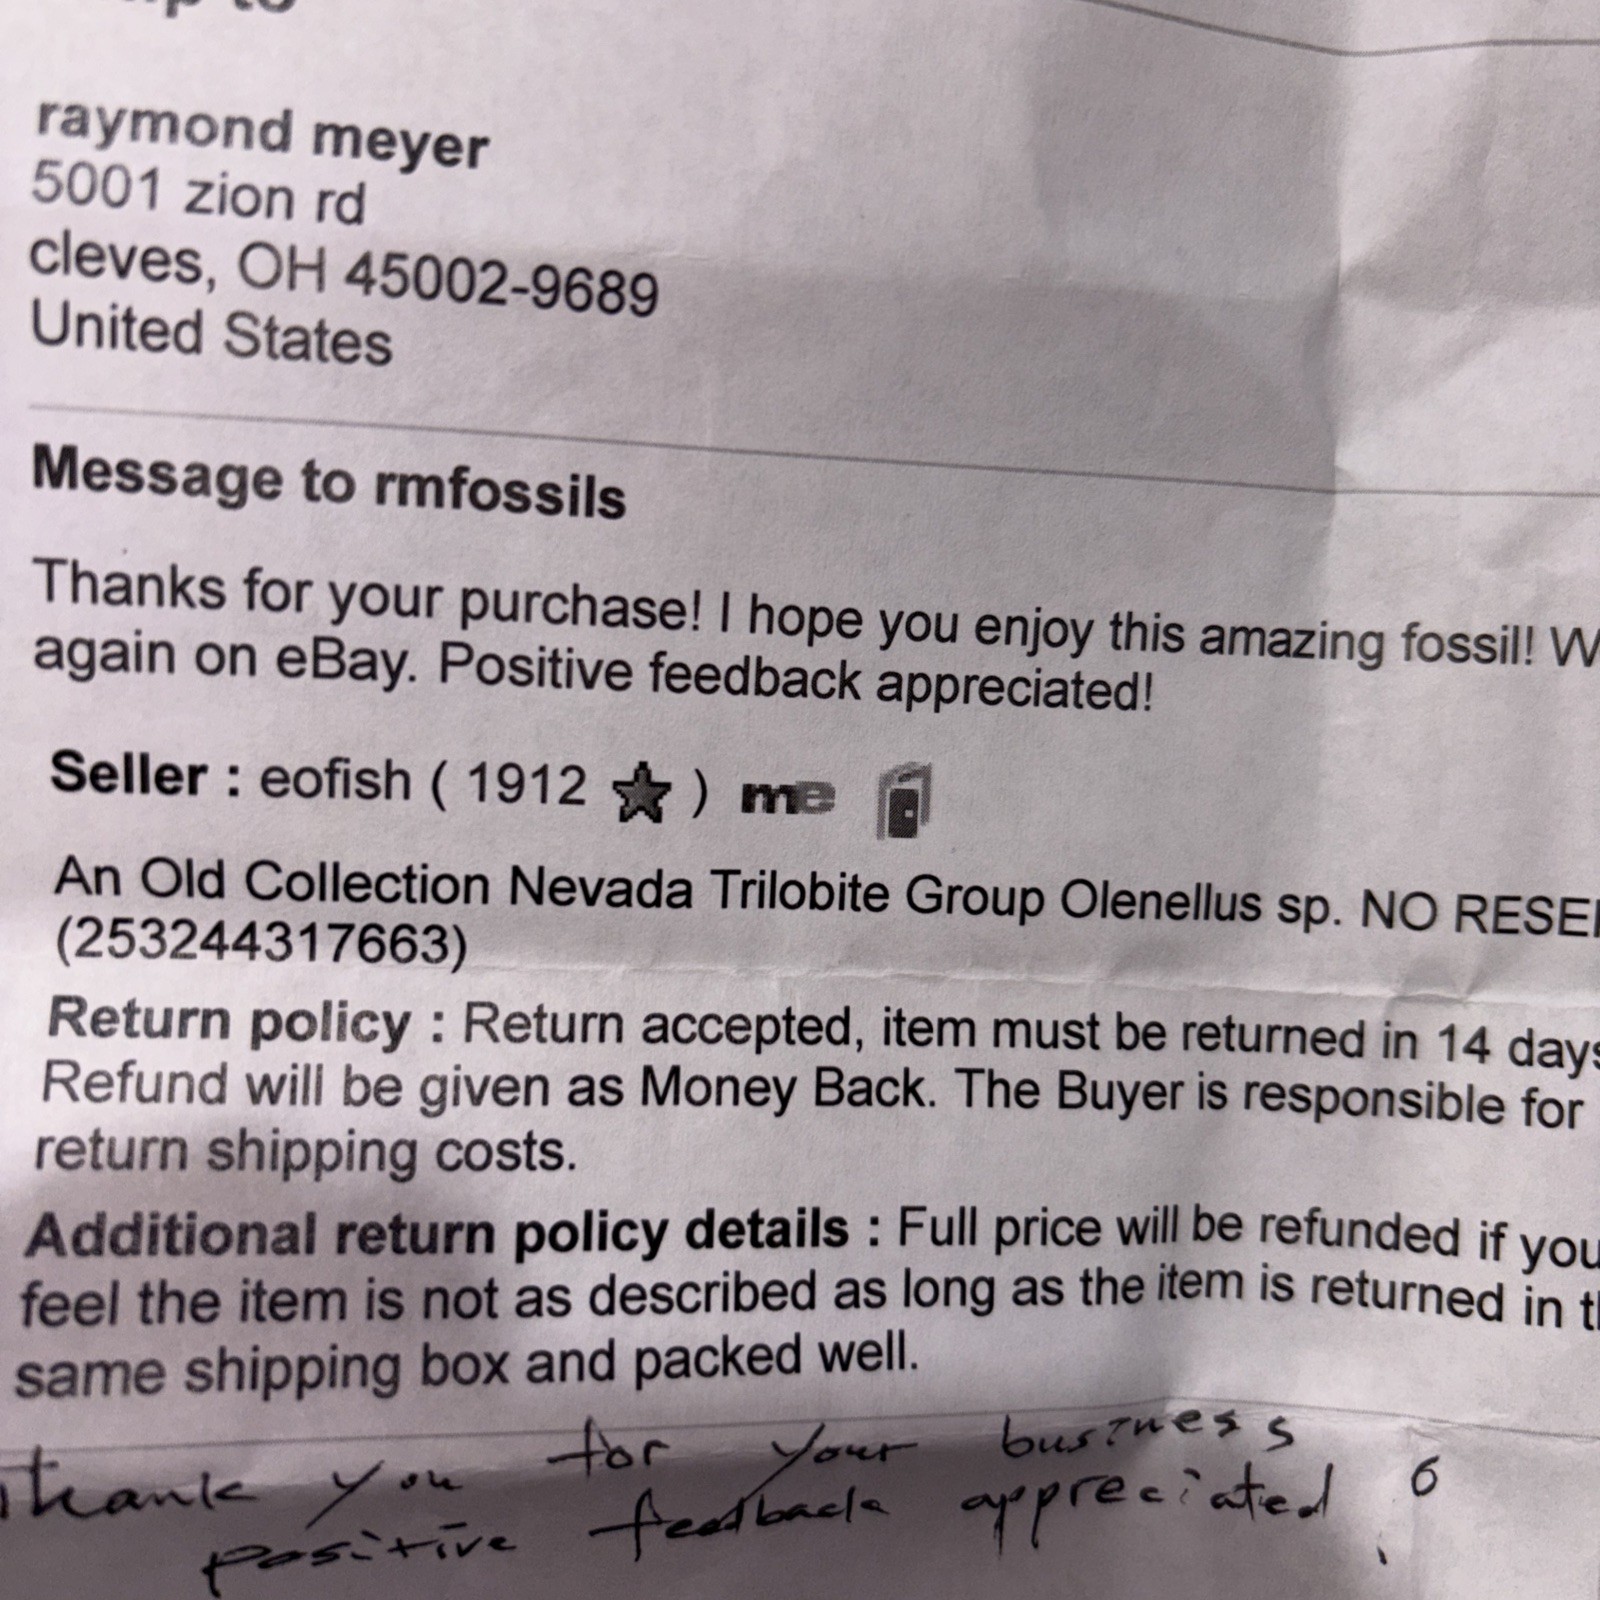 raymond meyer
5001 zion rd
cleves, OH 45002-9689
United States
Message to rmfossils
Thanks for your purchase! I hope you enjoy this amazing fossil!
again on eBay. Positive feedback appreciated!
Seller : eofish ( 1912 ★ ) me
An Old Collection Nevada Trilobite Group Olenellus sp. NO
(253244317663)
Return policy : Return accepted, item must be returned in 14 days
Refund will be given as Money Back. The Buyer is responsible for
return shipping costs.
Additional return policy details : Full price will be refunded if you
feel the item is not as described as long as the item is returned in
same shipping box and packed well.
Thank you for your business
positive feedback appreciated